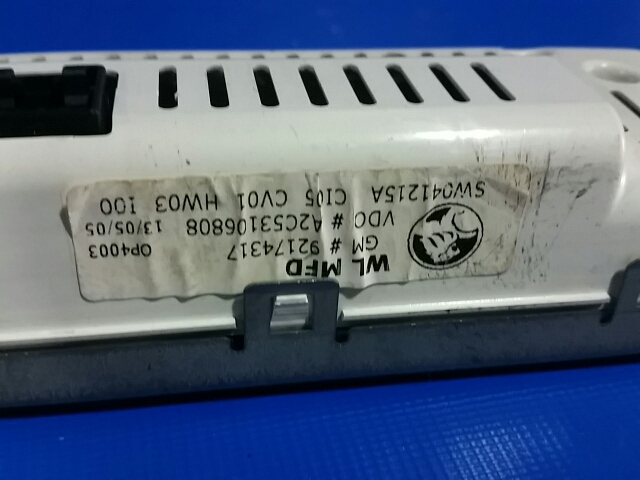 WL MFD
GM # 92174317 OP4003
VDO # A2C53106808 13/05/05
SW041215A CI05 CV01 HW03 I00